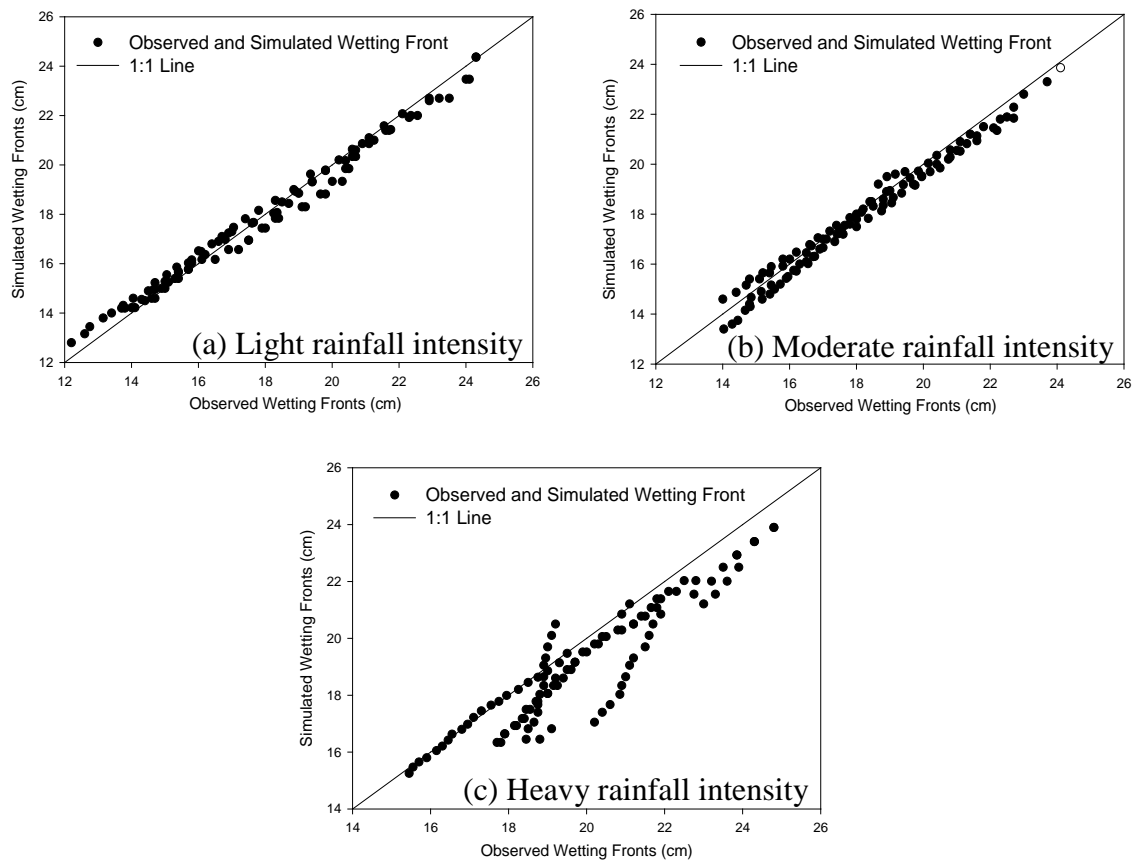 26
24
22
20
18
16
14
12
Simulated Wetting Fronts (cm)
Observed and Simulated Wetting Front
1:1 Line
(a) Light rainfall intensity
12 14 16 18 20 22 24 26
Observed Wetting Fronts (cm)
26
24
22
20
18
16
14
12
Simulated Wetting Fronts (cm)
Observed and Simulated Wetting Front
1:1 Line
(b) Moderate rainfall intensity
12 14 16 18 20 22 24 26
Observed Wetting Fronts (cm)
26
24
22
20
18
16
14
Simulated Wetting Fronts (cm)
Observed and Simulated Wetting Front
1:1 Line
(c) Heavy rainfall intensity
14 16 18 20 22 24 26
Observed Wetting Fronts (cm)